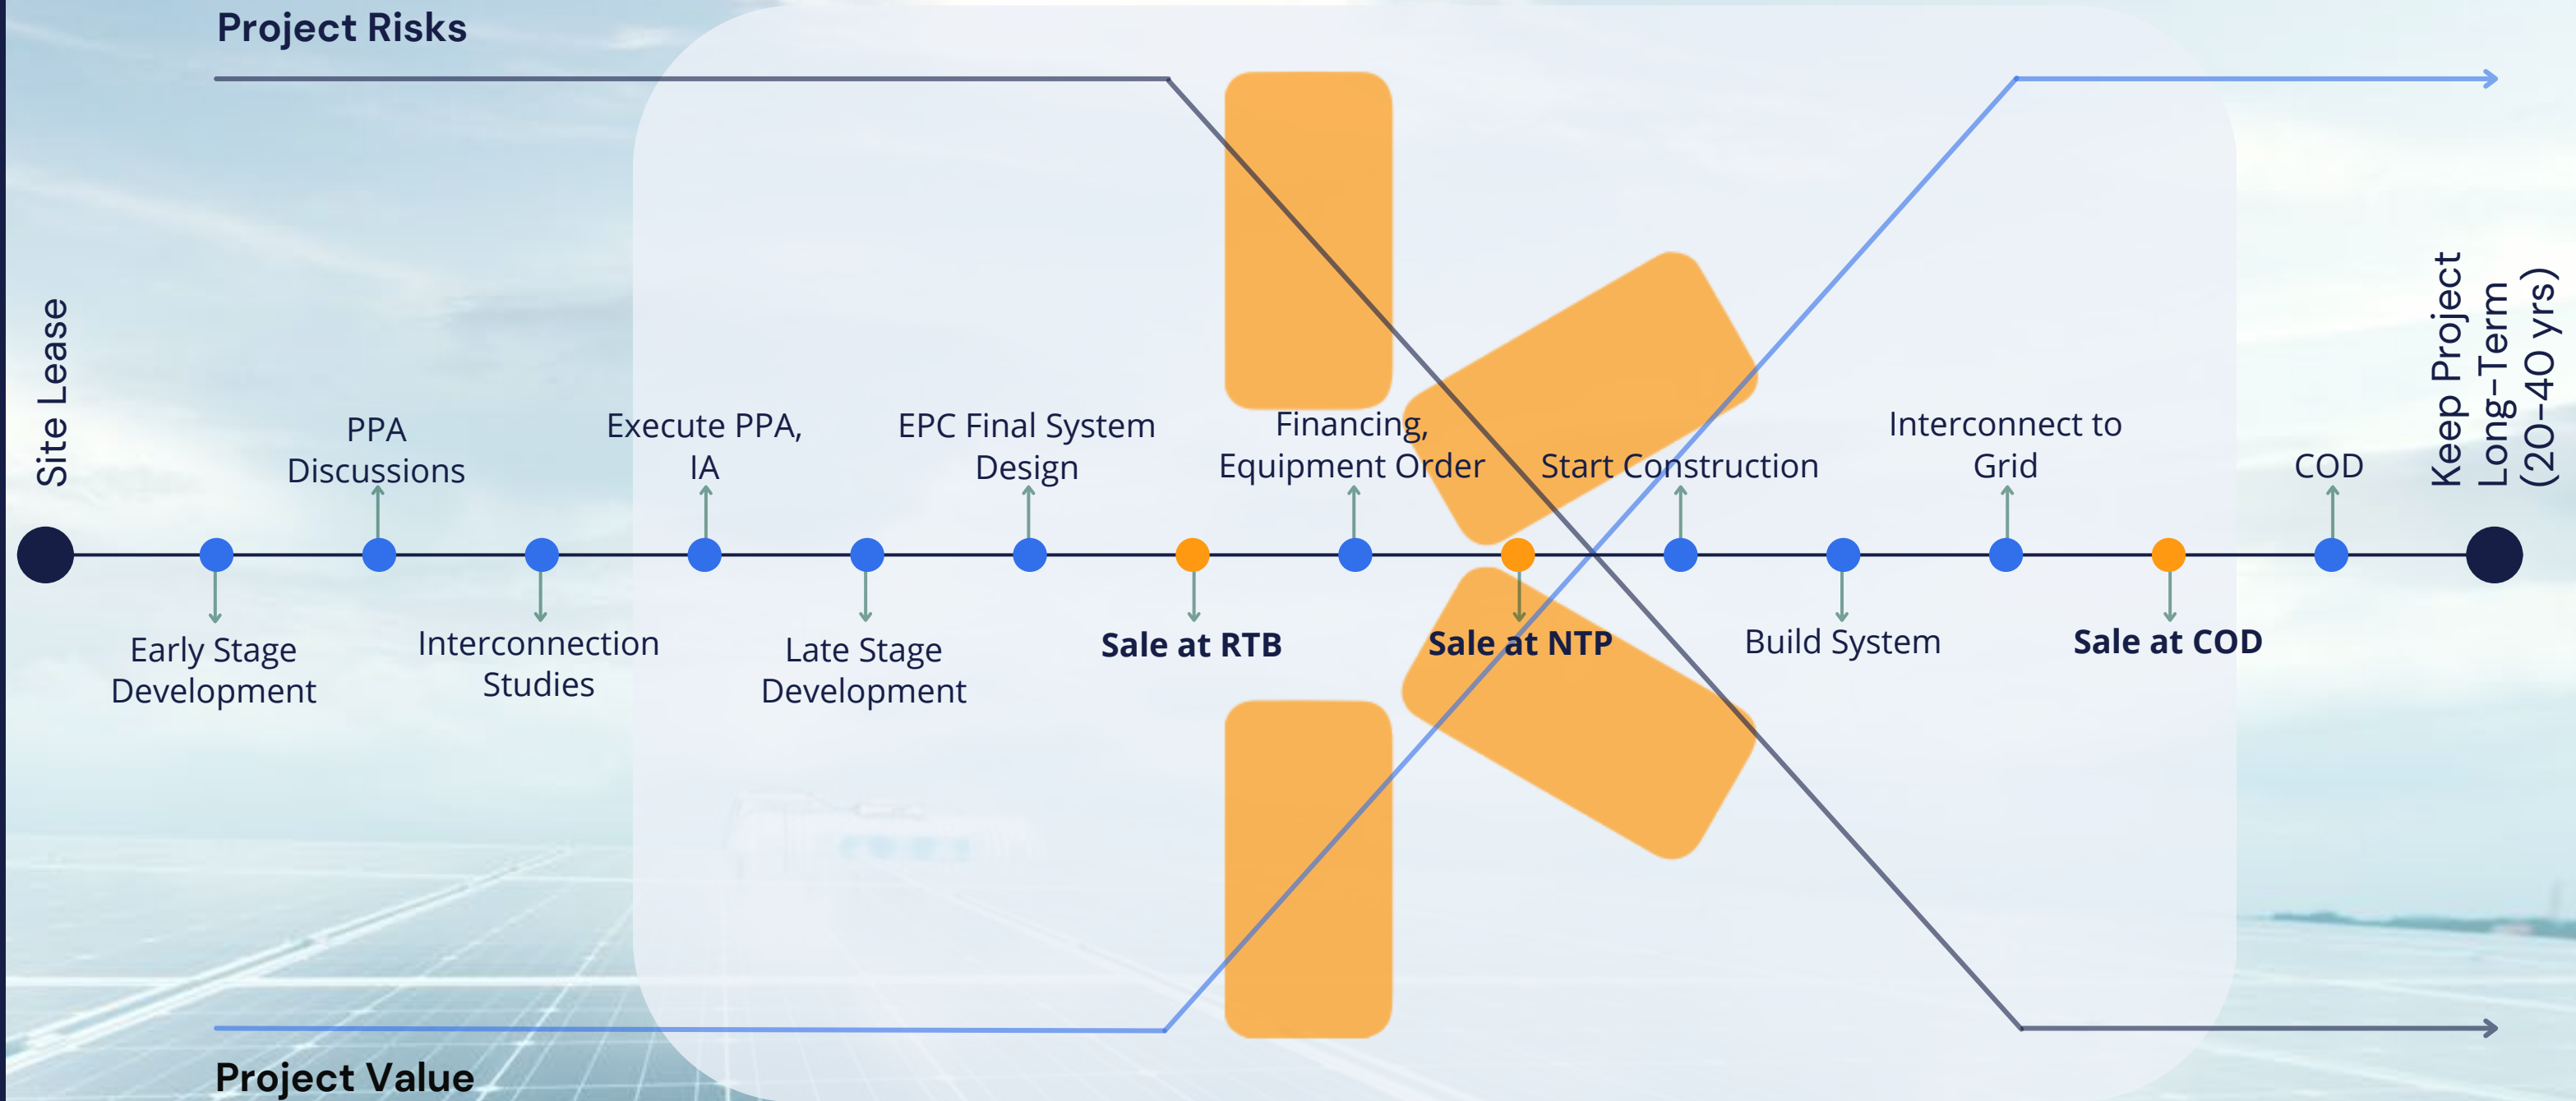 Project Risks
Site Lease
PPA
Discussions
Execute PPA,
IA
EPC Final System
Design
Financing,
Equipment Order
Start Construction
Interconnect to
Grid
COD
Keep Project
Long-Term
(20-40 yrs)
Early Stage
Development
Interconnection
Studies
Late Stage
Development
Sale at RTB
Sale at NTP
Build System
Sale at COD
Project Value